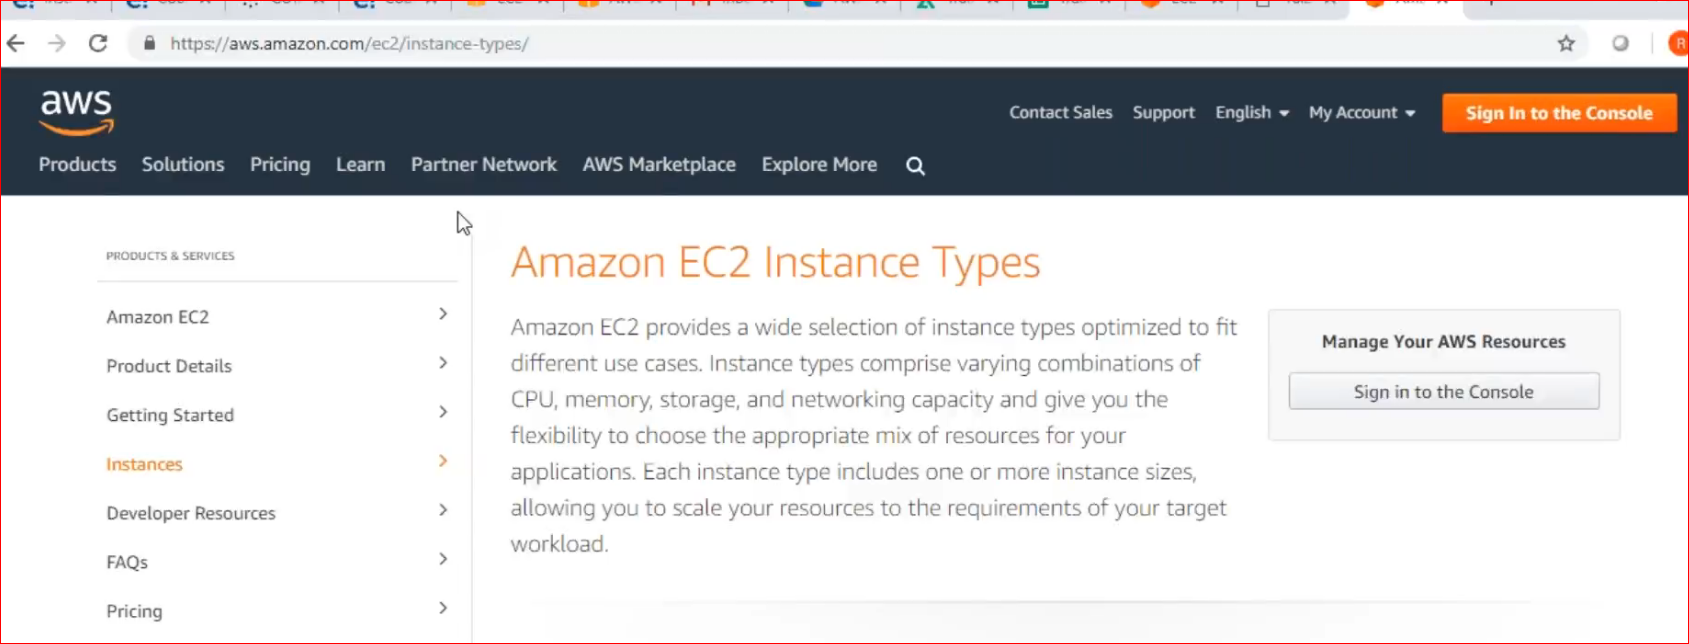 https://aws.amazon.com/ec2/instance-types/
R
aws
Contact Sales Support English My Account Sign In to the Console
Products Solutions Pricing Learn Partner Network AWS Marketplace Explore More
PRODUCTS & SERVICES
Amazon EC2
Product Details
Getting Started
Instances
Developer Resources
FAQs
Pricing
Amazon EC2 Instance Types
Amazon EC2 provides a wide selection of instance types optimized to fit
different use cases. Instance types comprise varying combinations of
CPU, memory, storage, and networking capacity and give you the
flexibility to choose the appropriate mix of resources for your
applications. Each instance type includes one or more instance sizes,
allowing you to scale your resources to the requirements of your target
workload.
Manage Your AWS Resources
Sign in to the Console